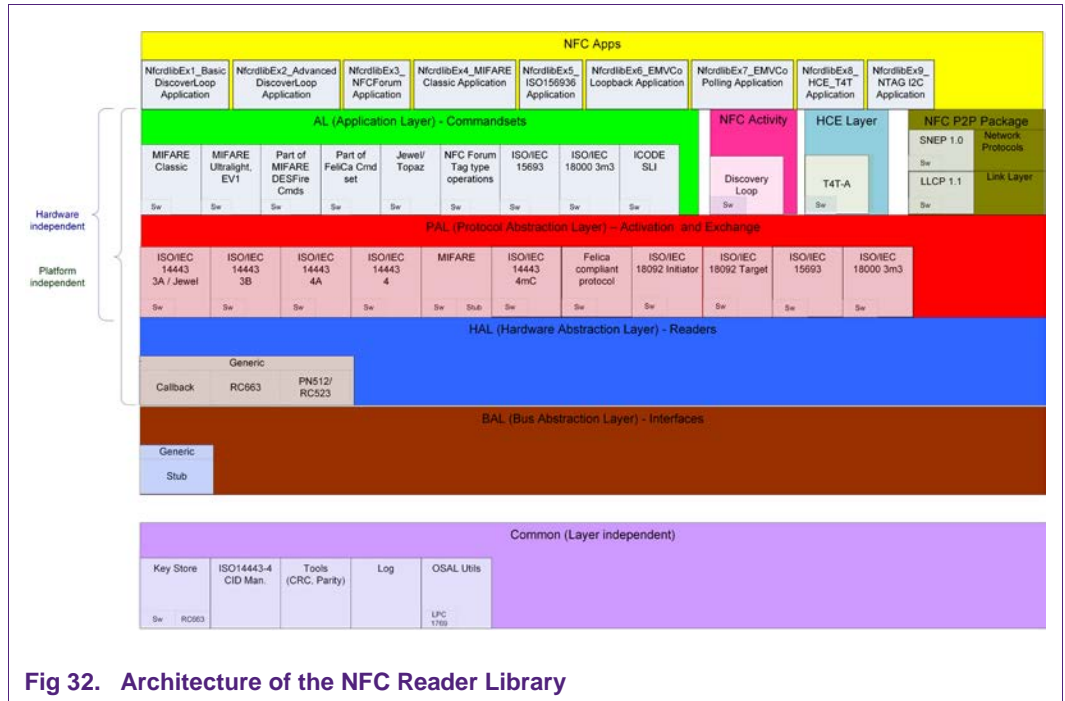 NFC Apps
NfcrdlibEx1_Basic
DiscoverLoop
Application
NfcrdlibEx2_Advanced
DiscoverLoop
Application
NfcrdlibEx3_
NFCForum
Application
NfcrdlibEx4_MIFARE
Classic Application
NfcrdlibEx5_
ISO156936
Application
NfcrdlibEx6_EMVCo
Loopback Application
NfcrdlibEx7_EMVCo
Polling Application
NfcrdlibEx8_
HCE_T4T
Application
NfcrdlibEx9_
NTAG I2C
Application
AL (Application Layer) - Commandsets
MIFARE
Classic
Sw
MIFARE
Ultralight,
EV1
Sw
Part of
MIFARE
DESFire
Cmds
Sw
Part of
FeliCa Cmd
set
Sw
Jewel/
Topaz
Sw
NFC Forum
Tag type
operations
Sw
ISO/IEC
15693
Sw
ISO/IEC
18000 3m3
Sw
ICODE
SLI
Sw
NFC Activity
Discovery
Loop
Sw
HCE Layer
T4T-A
Sw
NFC P2P Package
SNEP 1.0
Sw
Network
Protocols
LLCP 1.1
Sw
Link Layer
Hardware
independent
Platform
independent
PAL (Protocol Abstraction Layer) – Activation and Exchange
ISO/IEC
14443
3A / Jewel
Sw
ISO/IEC
14443
3B
Sw
ISO/IEC
14443
4A
Sw
ISO/IEC
14443
4
Sw
MIFARE
Sw Stub
ISO/IEC
14443
4mC
Sw
Felica
compliant
protocol
Sw
ISO/IEC
18092 Initiator
Sw
ISO/IEC
18092 Target
Sw
ISO/IEC
15693
Sw
ISO/IEC
18000 3m3
Sw
HAL (Hardware Abstraction Layer) - Readers
Generic
Callback
RC663
PN512/
RC523
BAL (Bus Abstraction Layer) - Interfaces
Generic
Stub
Common (Layer independent)
Key Store
Sw RC663
ISO14443-4
CID Man.
Tools
(CRC, Parity)
Log
OSAL Utils
LPC
1769
Fig 32. Architecture of the NFC Reader Library